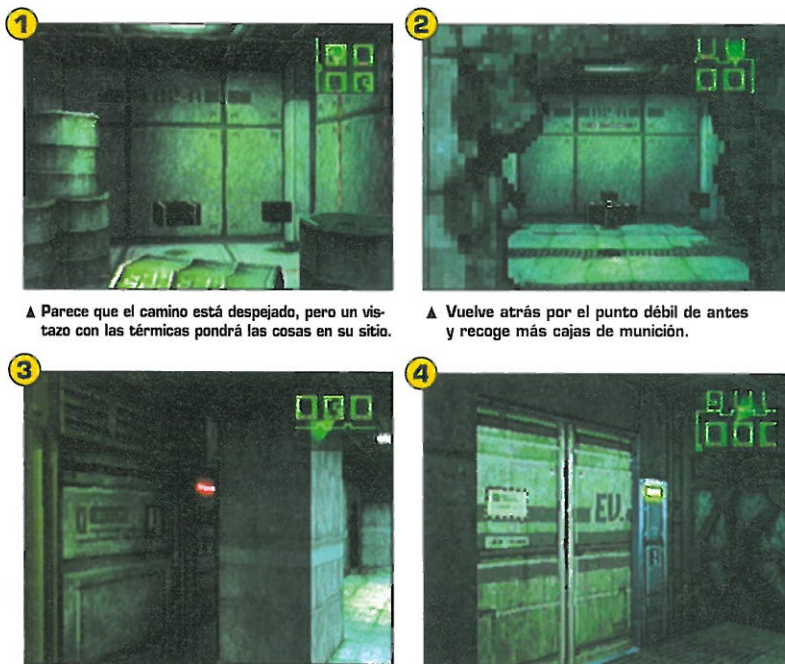 1
2
▲ Parece que el camino está despejado, pero un vis-
tazo con las térmicas pondrá las cosas en su sitio.
▲ Vuelve atrás por el punto débil de antes
y recoge más cajas de munición.
3
4
EV.